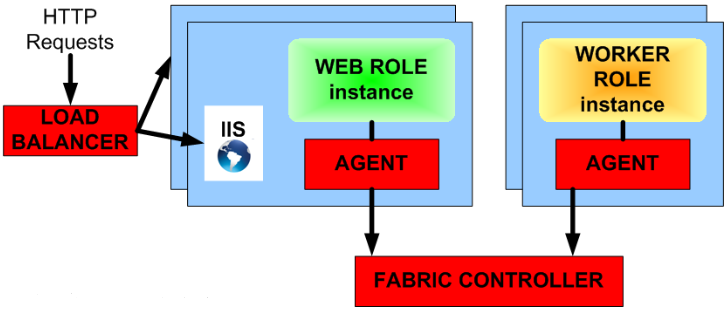 HTTP
Requests
LOAD
BALANCER
IIS
WEB ROLE
instance
AGENT
WORKER
ROLE
instance
AGENT
FABRIC CONTROLLER